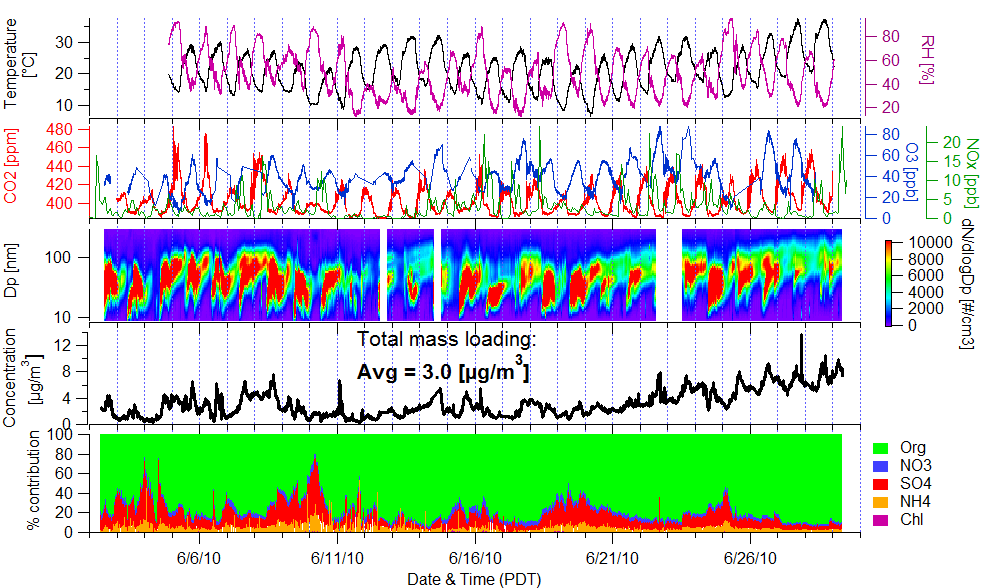 Temperature
[°C]
30
20
10
80
60
40
20
RH [%]
CO2 [ppm]
480
460
440
420
400
80
60
40
20
0
O3 [ppb]
20
15
10
5
0
NOx [ppb]
Dp [nm]
100
10
10000
8000
6000
4000
2000
0
dN/dlogDp [#/cm3]
Concentration
[µg/m3]
12
8
4
0
Total mass loading:
Avg = 3.0 [µg/m3]
% contribution
100
80
60
40
20
0
Org
NO3
SO4
NH4
Chl
6/6/10 6/11/10 6/16/10 6/21/10 6/26/10
Date & Time (PDT)